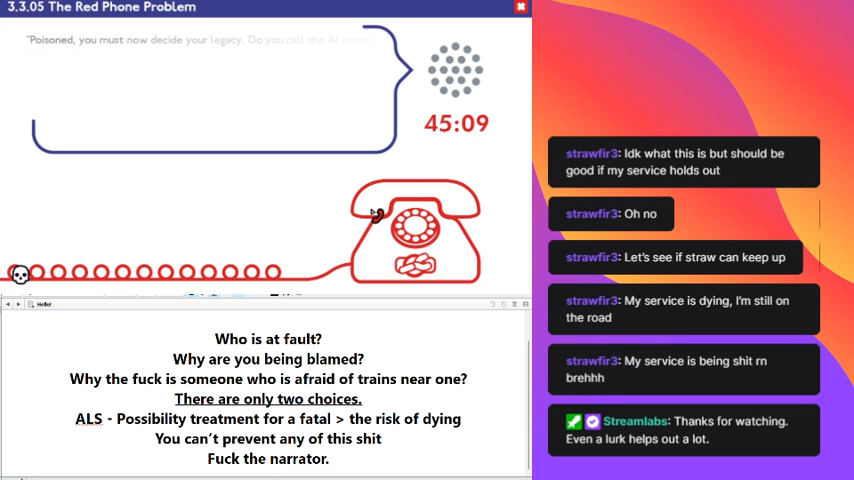 3.3.05 The Red Phone Problem
"Poisoned, you must now decide your legacy. Do you call the AI
45:09
Hello!
Who is at fault?
Why are you being blamed?
Why the fuck is someone who is afraid of trains near one?
There are only two choices.
ALS - Possibility treatment for a fatal > the risk of dying
You can't prevent any of this shit
Fuck the narrator.
strawfir3: Idk what this is but should be
good if my service holds out
strawfir3: Oh no
strawfir3: Let's see if straw can keep up
strawfir3: My service is dying, I'm still on
the road
strawfir3: My service is being shit rn
brehhh
Streamlabs: Thanks for watching.
Even a lurk helps out a lot.